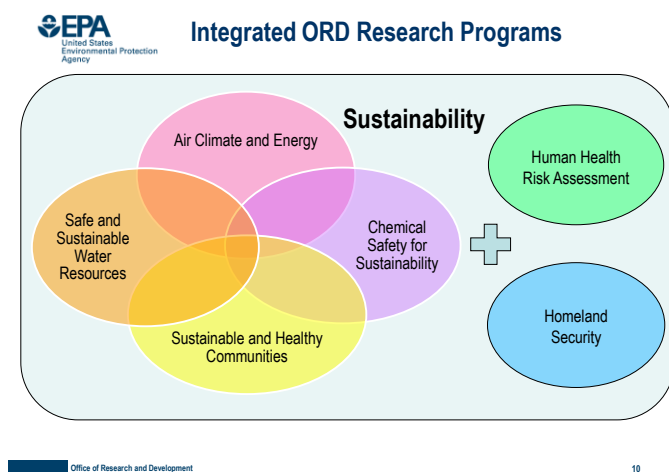 EPA
United States
Environmental Protection
Agency
Integrated ORD Research Programs
Sustainability
Air Climate and Energy
Human Health
Risk Assessment
Safe and
Sustainable
Water
Resources
Chemical
Safety for
Sustainability
Homeland
Security
Sustainable and Healthy
Communities
Office of Research and Development
10